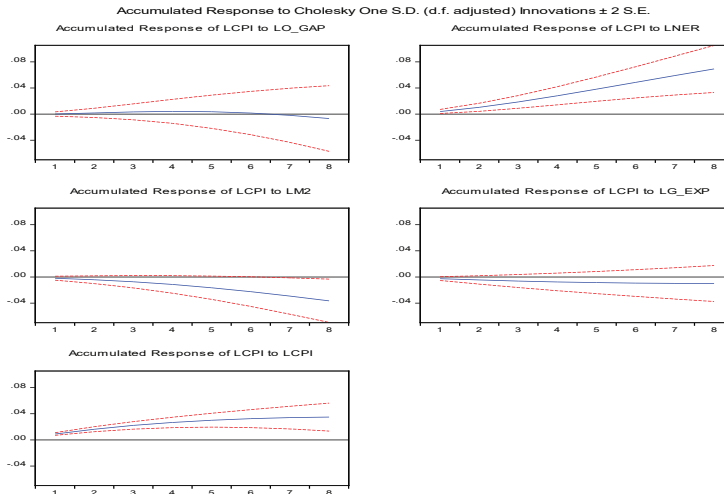 Accumulated Response to Cholesky One S.D. (d.f. adjusted) Innovations ± 2 S.E.
Accumulated Response of LCPI to LO_GAP
.08
.04
.00
-.04
1 2 3 4 5 6 7 8
Accumulated Response of LCPI to LNER
.08
.04
.00
-.04
1 2 3 4 5 6 7 8
Accumulated Response of LCPI to LM2
.08
.04
.00
-.04
1 2 3 4 5 6 7 8
Accumulated Response of LCPI to LG_EXP
.08
.04
.00
-.04
1 2 3 4 5 6 7 8
Accumulated Response of LCPI to LCPI
.08
.04
.00
-.04
1 2 3 4 5 6 7 8